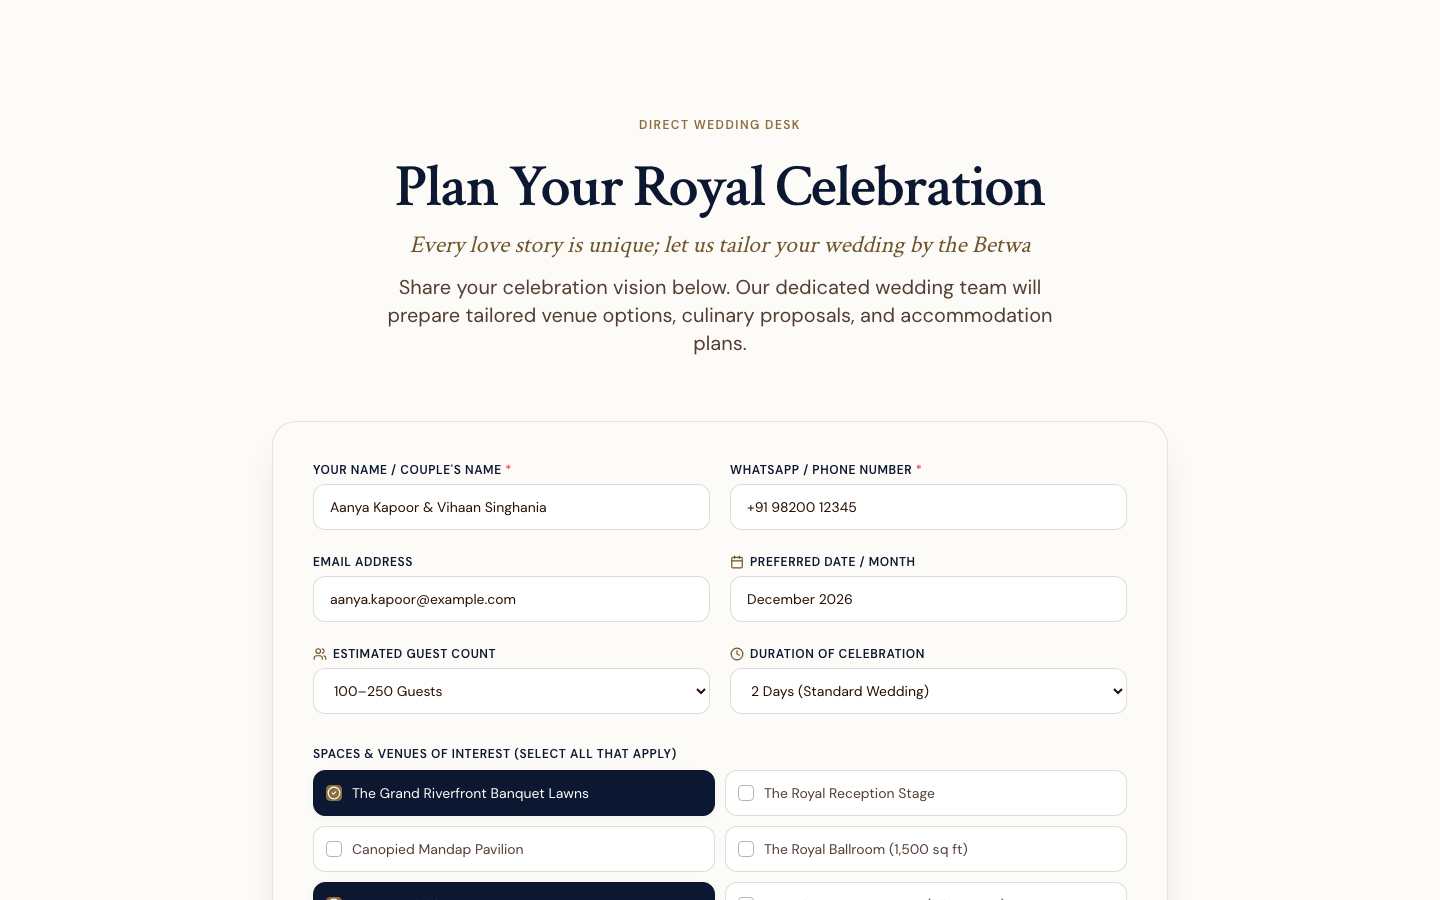 DIRECT WEDDING DESK
Plan Your Royal Celebration
Every love story is unique; let us tailor your wedding by the Betwa
Share your celebration vision below. Our dedicated wedding team will
prepare tailored venue options, culinary proposals, and accommodation
plans.
YOUR NAME / COUPLE'S NAME *
WHATSAPP / PHONE NUMBER *
Aanya Kapoor & Vihaan Singhania
+91 98200 12345
EMAIL ADDRESS
PREFERRED DATE / MONTH
aanya.kapoor@example.com
December 2026
ESTIMATED GUEST COUNT
DURATION OF CELEBRATION
100–250 Guests
2 Days (Standard Wedding)
SPACES & VENUES OF INTEREST (SELECT ALL THAT APPLY)
The Grand Riverfront Banquet Lawns
The Royal Reception Stage
Canopied Mandap Pavilion
The Royal Ballroom (1,500 sq ft)